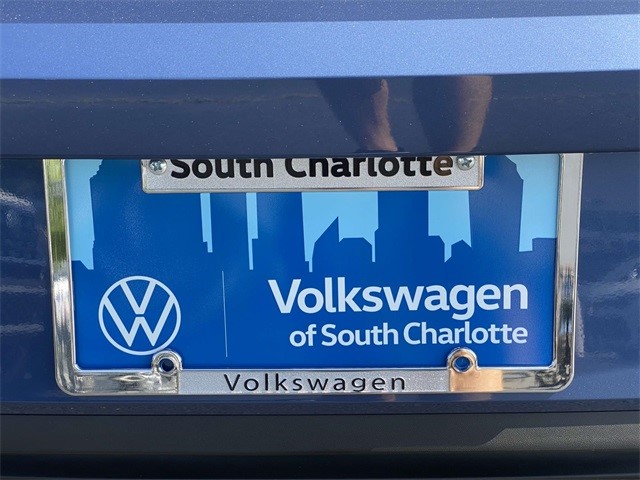 South Charlotte
Volkswagen
of South Charlotte
Volkswagen